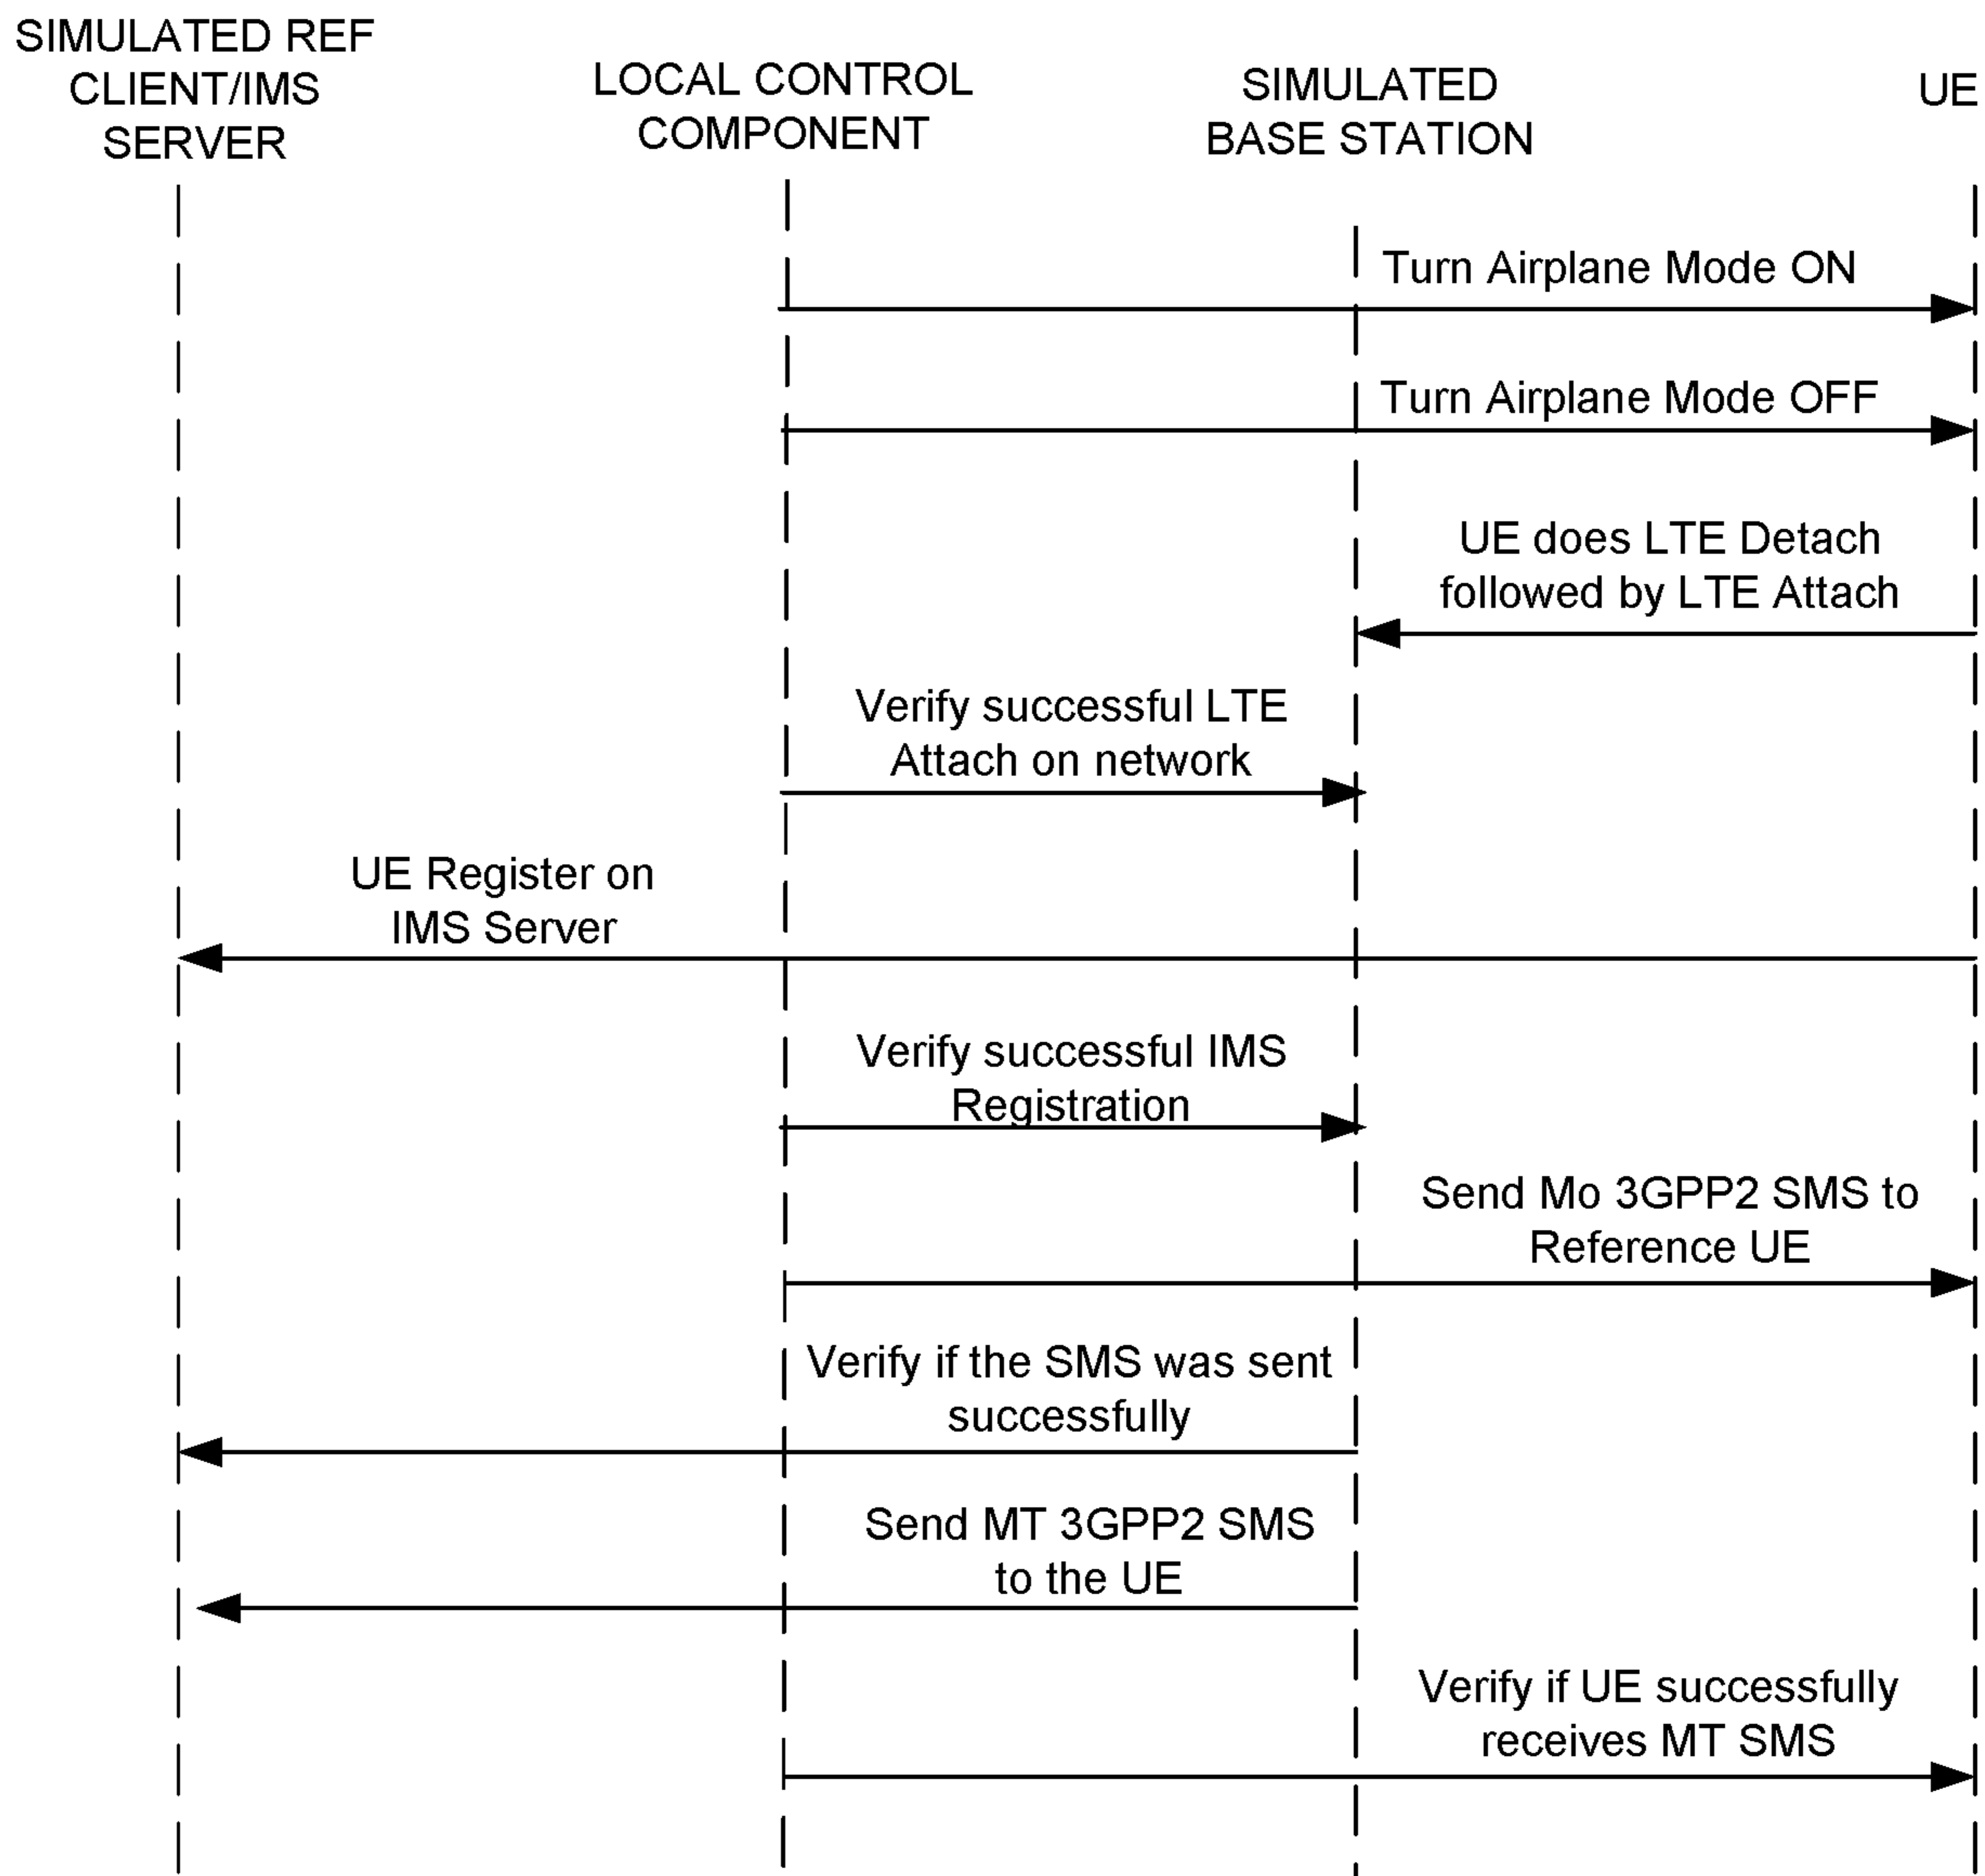 SIMULATED REF
CLIENT/IMS
SERVER
LOCAL CONTROL
COMPONENT
SIMULATED
BASE STATION
UE
Turn Airplane Mode ON
Turn Airplane Mode OFF
UE does LTE Detach
followed by LTE Attach
Verify successful LTE
Attach on network
UE Register on
IMS Server
Verify successful IMS
Registration
Send Mo 3GPP2 SMS to
Reference UE
Verify if the SMS was sent
successfully
Send MT 3GPP2 SMS
to the UE
Verify if UE successfully
receives MT SMS